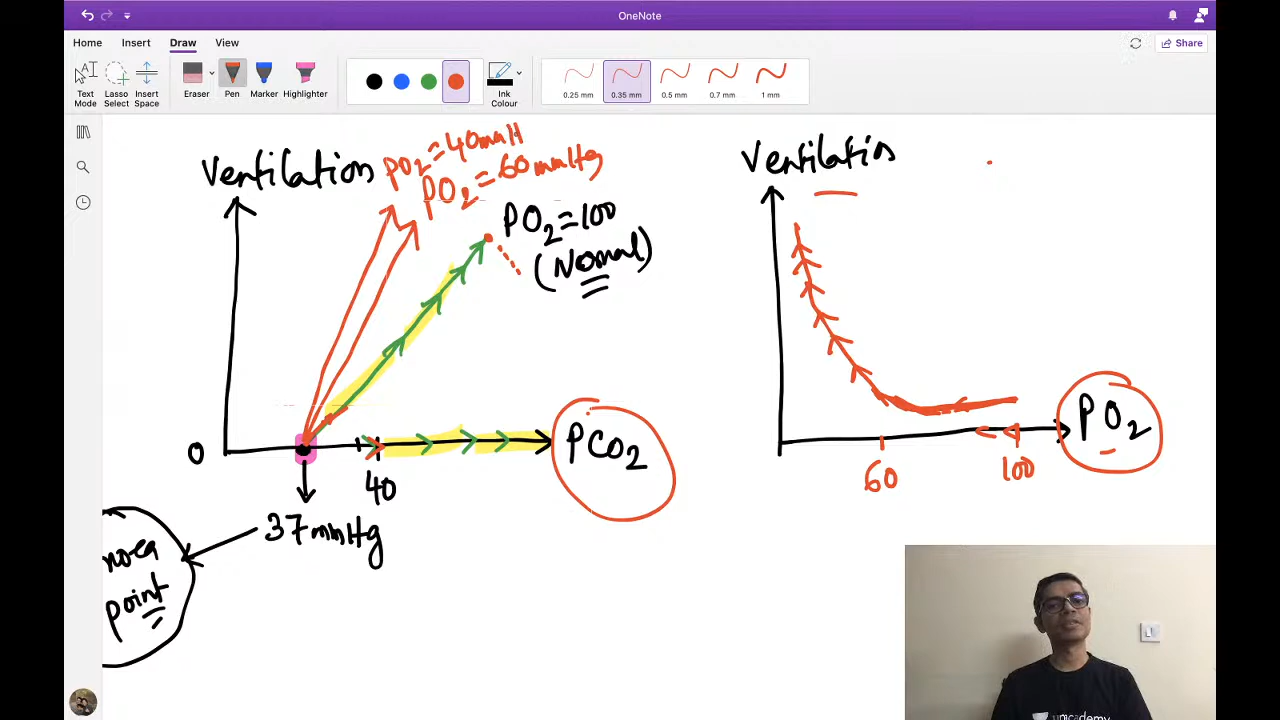 OneNote
Home Insert Draw View
Share
Text Mode
Lasso Select
Insert Space
Eraser
Pen
Marker
Highlighter
Ink Colour
0.25 mm
0.35 mm
0.5 mm
0.7 mm
1 mm
Ventilation
PO2=40mmH
PO2=60mmHg
PO2=100
(Normal)
0
40
PCO2
37mmHg
point
Ventilation
60
100
PO2